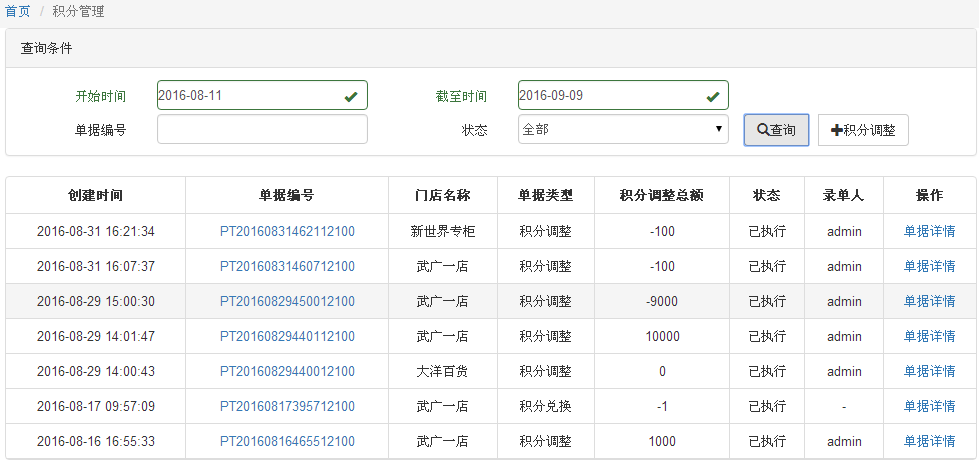 首页 / 积分管理
查询条件
开始时间 2016-08-11 截至时间 2016-09-09
单据编号 状态 全部 查询 积分调整
创建时间 单据编号 门店名称 单据类型 积分调整总额 状态 录单人 操作
2016-08-31 16:21:34 PT20160831462112100 新世界专柜 积分调整 -100 已执行 admin 单据详情
2016-08-31 16:07:37 PT20160831460712100 武广一店 积分调整 -100 已执行 admin 单据详情
2016-08-29 15:00:30 PT20160829450012100 武广一店 积分调整 -9000 已执行 admin 单据详情
2016-08-29 14:01:47 PT20160829440112100 武广一店 积分调整 10000 已执行 admin 单据详情
2016-08-29 14:00:43 PT20160829440012100 大洋百货 积分调整 0 已执行 admin 单据详情
2016-08-17 09:57:09 PT20160817395712100 武广一店 积分兑换 -1 已执行 - 单据详情
2016-08-16 16:55:33 PT20160816465512100 武广一店 积分调整 1000 已执行 admin 单据详情